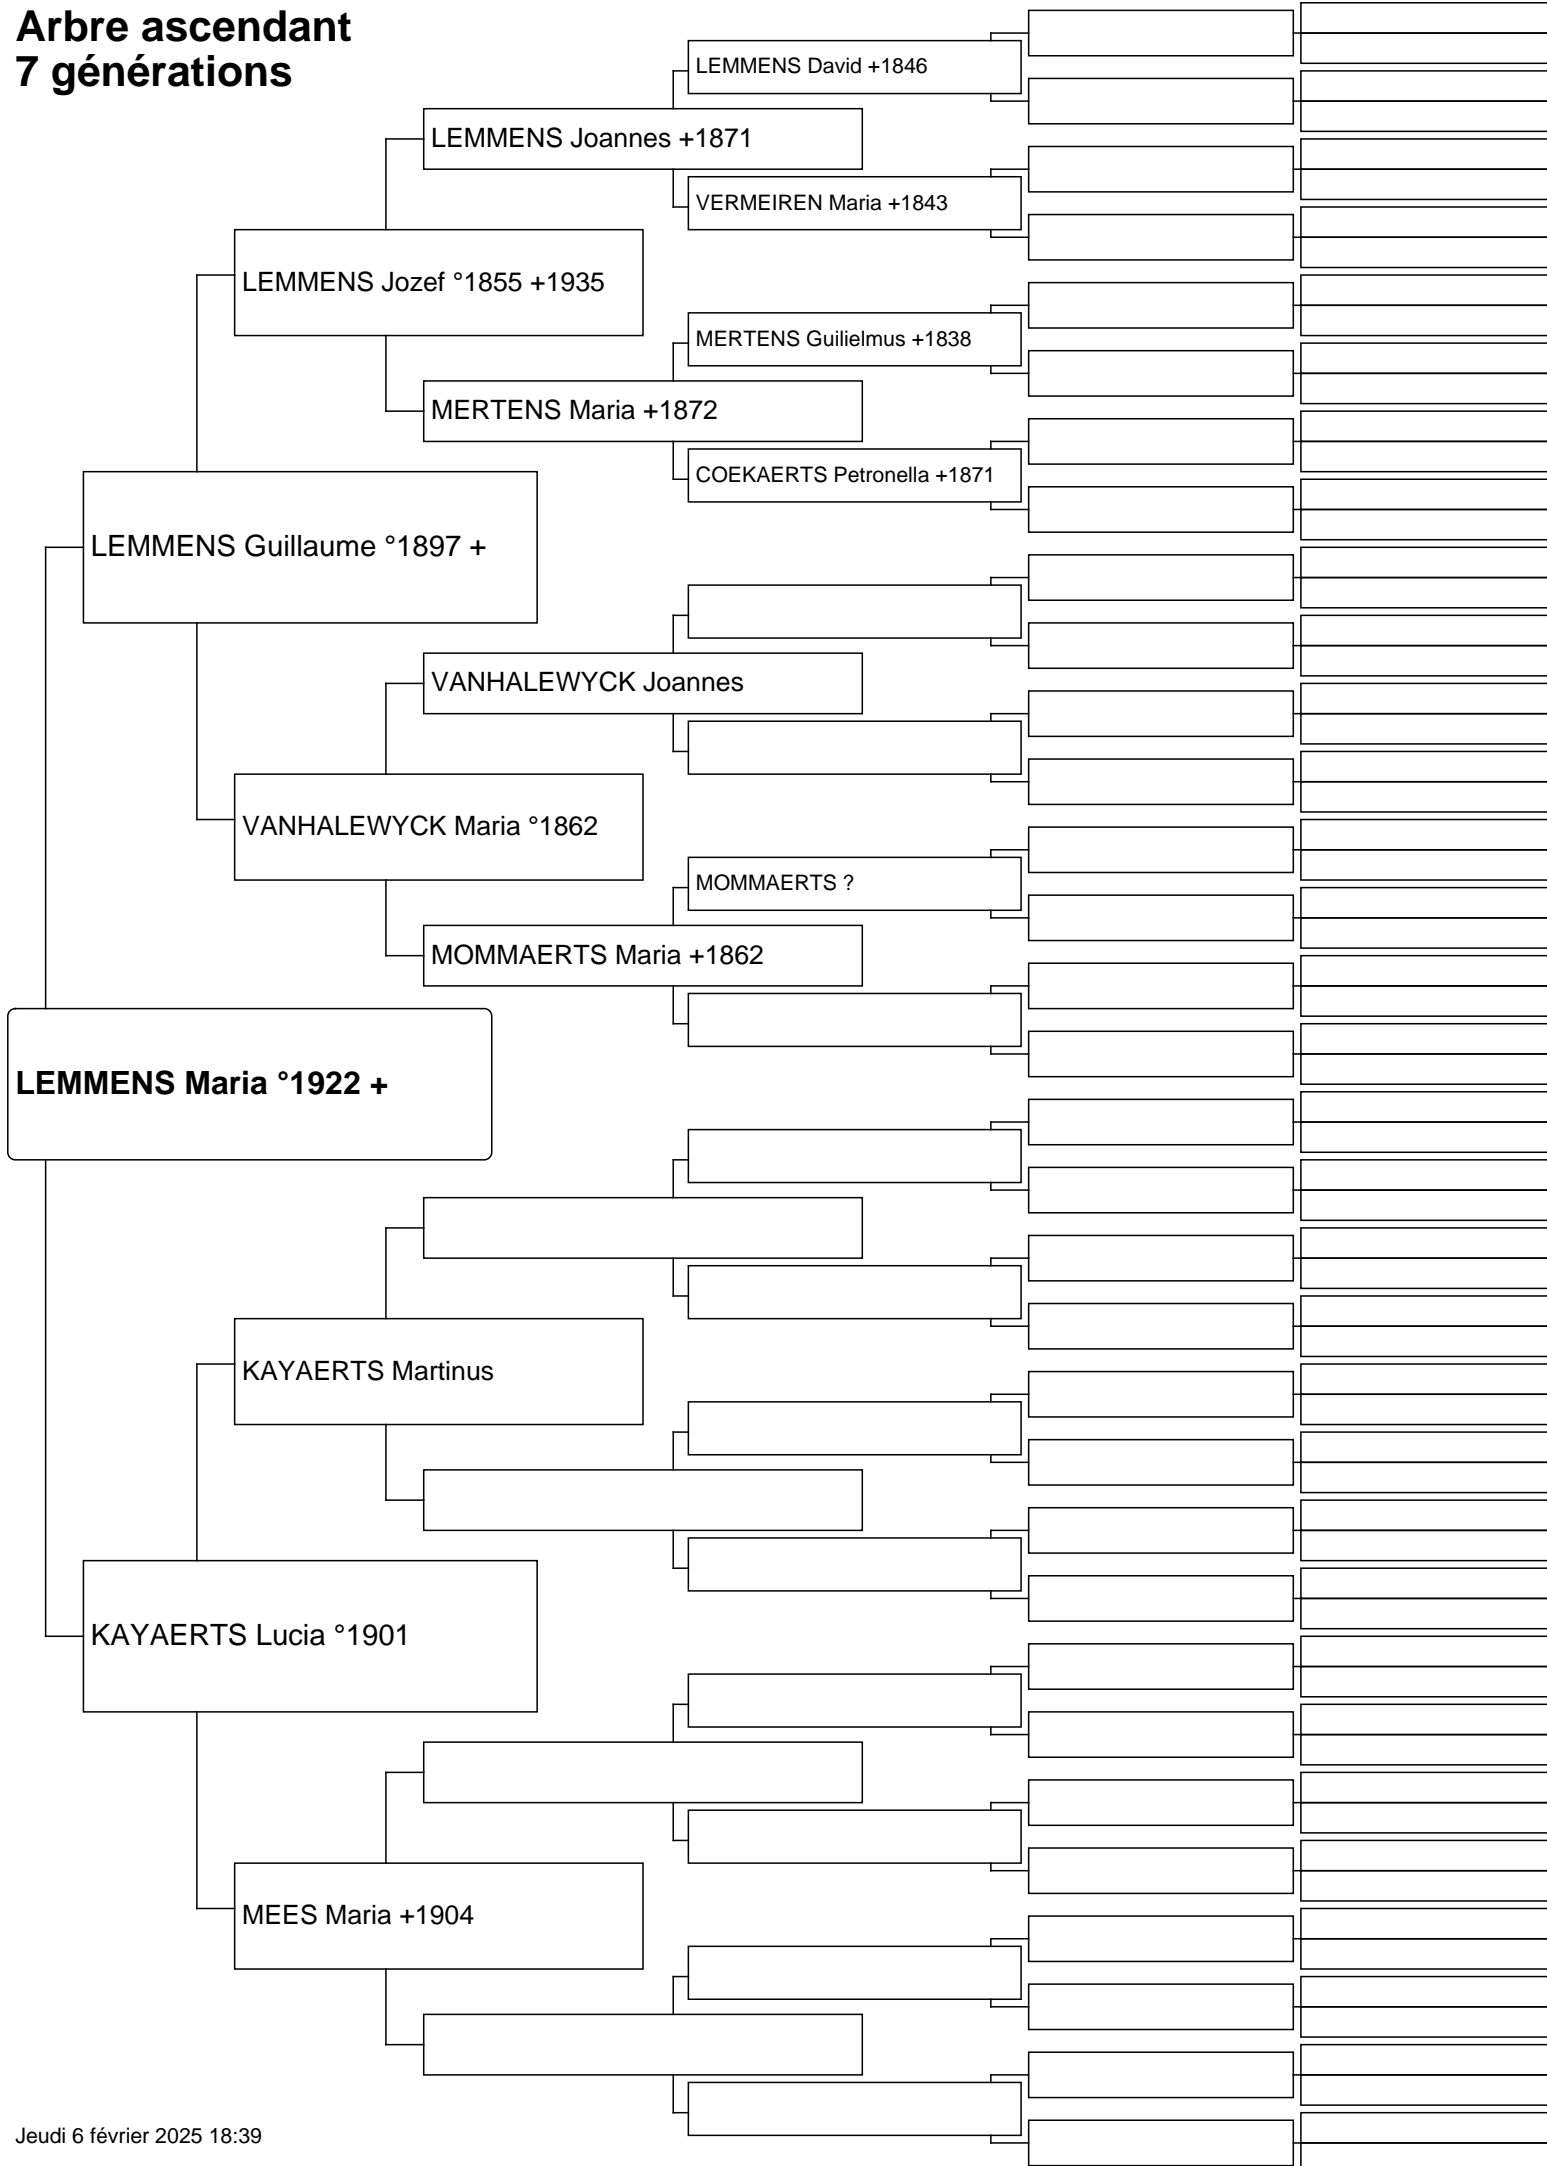 Arbre ascendant
7 générations
LEMMENS David +1846
LEMMENS Joannes +1871
VERMEIREN Maria +1843
LEMMENS Jozef °1855 +1935
MERTENS Guilielmus +1838
MERTENS Maria +1872
COEKAERTS Petronella +1871
LEMMENS Guillaume °1897 +
VANHALEWYCK Joannes
VANHALEWYCK Maria °1862
MOMMAERTS ?
MOMMAERTS Maria +1862
LEMMENS Maria °1922 +
KAYAERTS Martinus
KAYAERTS Lucia °1901
MEES Maria +1904
Jeudi 6 février 2025 18:39